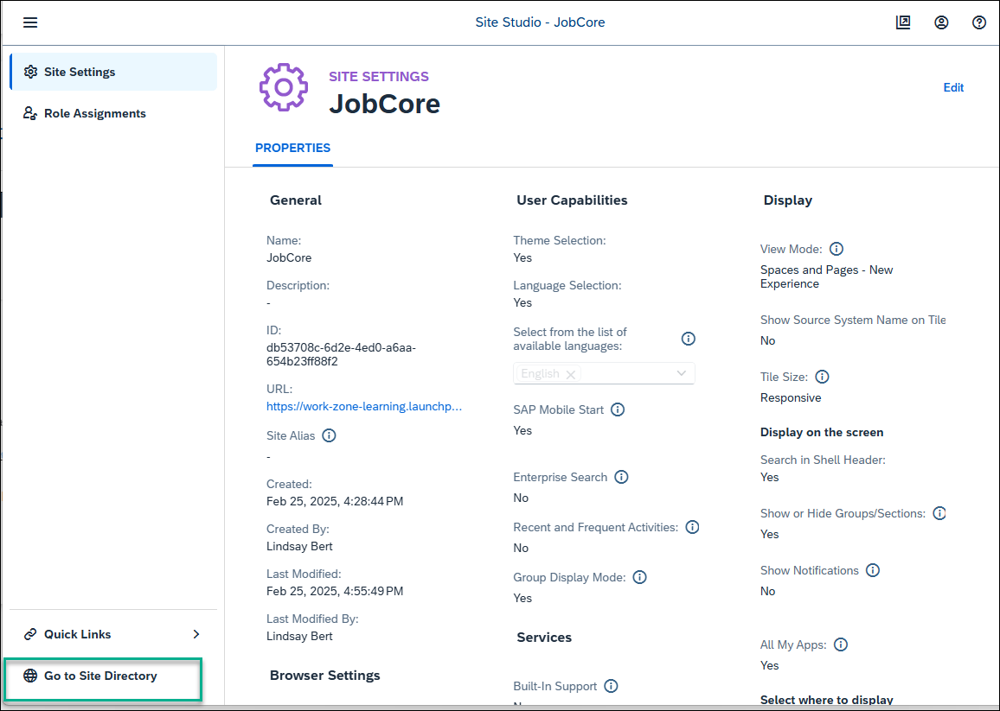 Site Studio - JobCore
Site Settings
Role Assignments
Quick Links
Go to Site Directory
SITE SETTINGS
JobCore
Edit
PROPERTIES
General
Name:
JobCore
Description:
-
ID:
db53708c-6d2e-4ed0-a6aa-
654b23ff88f2
URL:
https://work-zone-learning.launchp...
Site Alias
-
Created:
Feb 25, 2025, 4:28:44 PM
Created By:
Lindsay Bert
Last Modified:
Feb 25, 2025, 4:55:49 PM
Last Modified By:
Lindsay Bert
Browser Settings
User Capabilities
Theme Selection:
Yes
Language Selection:
Yes
Select from the list of
available languages:
English
SAP Mobile Start
Yes
Enterprise Search
No
Recent and Frequent Activities:
No
Group Display Mode:
Yes
Services
Built-In Support
Display
View Mode:
Spaces and Pages - New
Experience
Show Source System Name on Tile
No
Tile Size:
Responsive
Display on the screen
Search in Shell Header:
Yes
Show or Hide Groups/Sections:
Yes
Show Notifications
No
All My Apps:
Yes
Select where to display